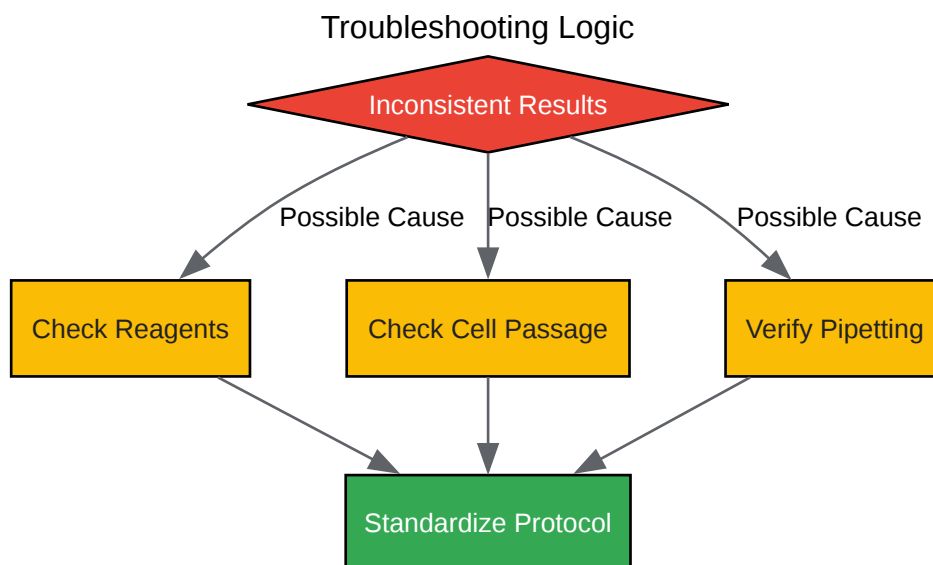 Troubleshooting Logic
Inconsistent Results
Possible Cause
Possible Cause
Possible Cause
Check Reagents
Check Cell Passage
Verify Pipetting
Standardize Protocol